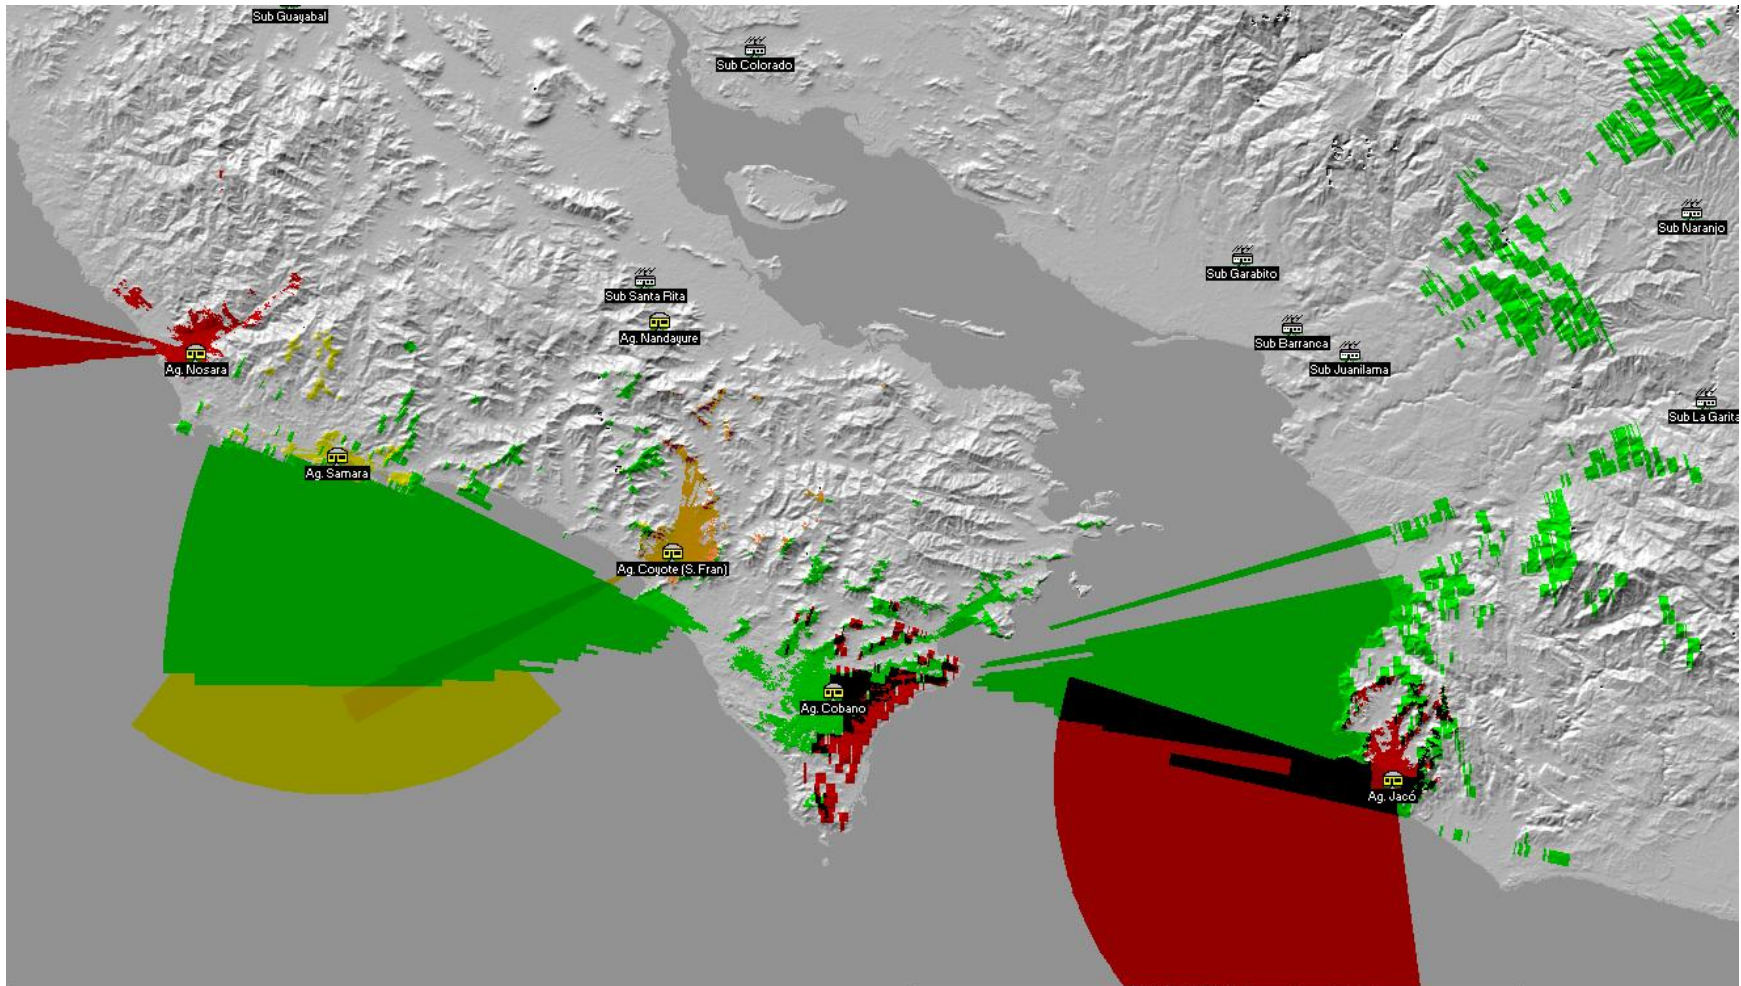 Sub Guayabal
Sub Colorado
Sub Naranjo
Sub Garabito
Sub Santa Rita
Ag. Nandayure
Sub Barranca
Sub Juanilama
Ag. Nosara
Sub La Garita
Ag. Samara
Ag. Coyote (S. Fran)
Ag. Cobano
Ag. Jacó